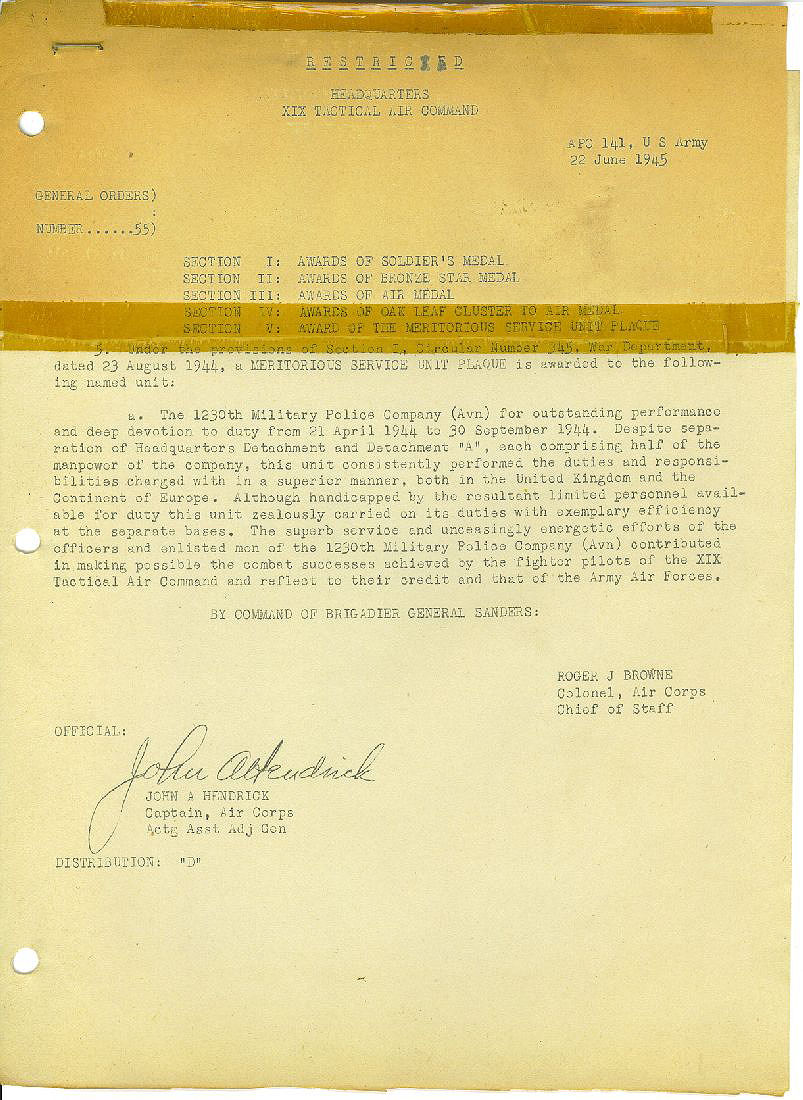 RESTRICTED
HEADQUARTERS
XIX TACTICAL AIR COMMAND
APO 141, U S Army
22 June 1945
GENERAL ORDERS)
:
NUMBER......55)
SECTION I: AWARDS OF SOLDIER'S MEDAL
SECTION II: AWARDS OF BRONZE STAR MEDAL
SECTION III: AWARDS OF AIR MEDAL
SECTION IV: AWARDS OF OAK LEAF CLUSTER TO AIR MEDAL
SECTION V: AWARD OF THE MERITORIOUS SERVICE UNIT PLAQUE
5. Under the provisions of Section I, Circular Number 345, War Department,
dated 23 August 1944, a MERITORIOUS SERVICE UNIT PLAQUE is awarded to the follow-
ing named unit:
a. The 1230th Military Police Company (Avn) for outstanding performance
and deep devotion to duty from 21 April 1944 to 30 September 1944. Despite sepa-
ration of Headquarters Detachment and Detachment "A", each comprising half of the
manpower of the company, this unit consistently performed the duties and responsi-
bilities charged with in a superior manner, both in the United Kingdom and the
Continent of Europe. Although handicapped by the resultant limited personnel avail-
able for duty this unit zealously carried on its duties with exemplary efficiency
at the separate bases. The superb service and unceasingly energetic efforts of the
officers and enlisted men of the 1230th Military Police Company (Avn) contributed
in making possible the combat successes achieved by the fighter pilots of the XIX
Tactical Air Command and reflect to their credit and that of the Army Air Forces.
BY COMMAND OF BRIGADIER GENERAL SANDERS:
ROGER J BROWNE
Colonel, Air Corps
Chief of Staff
OFFICIAL:
John A Hendrick
JOHN A HENDRICK
Captain, Air Corps
Actg Asst Adj Gen
DISTRIBUTION: "D"